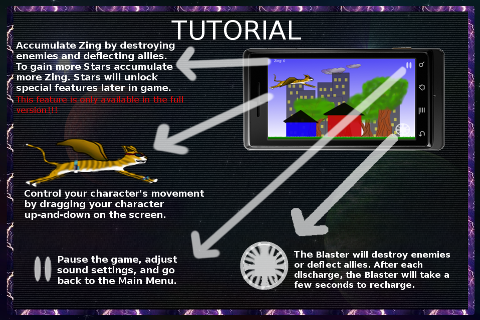 TUTORIAL
Accumulate Zing by destroying
enemies and deflecting allies.
To gain more Stars accumulate
more Zing. Stars will unlock
special features later in game.
This feature is only available in the full
version!!!
Control your character's movement
by dragging your character
up-and-down on the screen.
Pause the game, adjust
sound settings, and go
back to the Main Menu.
The Blaster will destroy enemies
or deflect allies. After each
discharge, the Blaster will take a
few seconds to recharge.